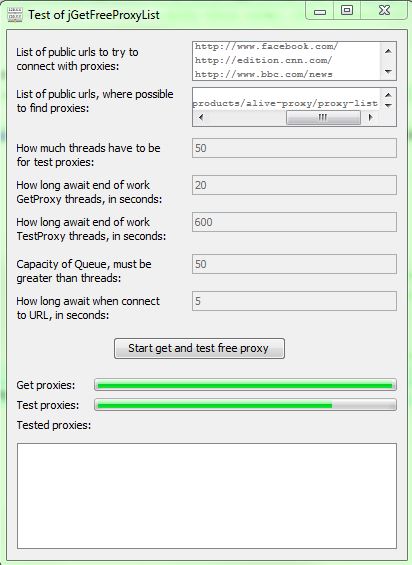 Test of jGetFreeProxyList
List of public urls to try to
connect with proxies:
http://www.facebook.com/
http://edition.cnn.com/
http://www.bbc.com/news
List of public urls, where possible
to find proxies:
products/alive-proxy/proxy-list
How much threads have to be
for test proxies:
50
How long await end of work
GetProxy threads, in seconds:
20
How long await end of work
TestProxy threads, in seconds:
600
Capacity of Queue, must be
greater than threads:
50
How long await when connect
to URL, in seconds:
5
Start get and test free proxy
Get proxies:
Test proxies:
Tested proxies: